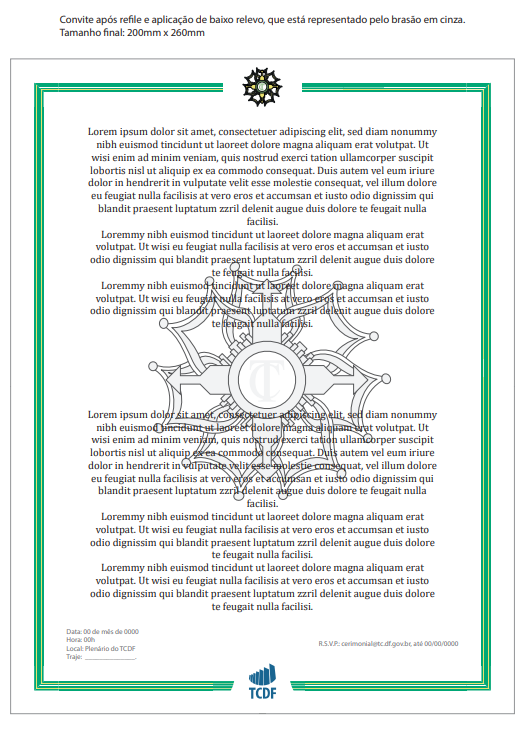 Convite após refile e aplicação de baixo relevo, que está representado pelo brasão em cinza.
Tamanho final: 200mm x 260mm
Lorem ipsum dolor sit amet, consectetuer adipiscing elit, sed diam nonummy
nibh euismod tincidunt ut laoreet dolore magna aliquam erat volutpat. Ut
wisi enim ad minim veniam, quis nostrud exerci tation ullamcorper suscipit
lobortis nisl ut aliquip ex ea commodo consequat. Duis autem vel eum iriure
dolor in hendrerit in vulputate velit esse molestie consequat, vel illum dolore
eu feugiat nulla facilisis at vero eros et accumsan et iusto odio dignissim qui
blandit praesent luptatum zzril delenit augue duis dolore te feugait nulla
facilisi.
Lorem­my nibh euismod tincidunt ut laoreet dolore magna aliquam erat
volutpat. Ut wisi eu feugiat nulla facilisis at vero eros et accumsan et iusto
odio dignissim qui blandit praesent luptatum zzril delenit augue duis dolore
te feugait nulla facilisi.
Loremmy nibh euismod tincidunt ut laoreet dolore magna aliquam erat
volutpat. Ut wisi eu feugiat nulla facilisis at vero eros et accumsan et iusto
odio dignissim qui blandit praesent luptatum zzril delenit augue duis dolore
te feugait nulla facilisi.
TC
Lorem ipsum dolor sit amet, consectetuer adipiscing elit, sed diam nonummy
nibh euismod tincidunt ut laoreet dolore magna aliquam erat volutpat. Ut
wisi enim ad minim veniam, quis nostrud exerci tation ullamcorper suscipit
lobortis nisl ut aliquip ex ea commodo consequat. Duis autem vel eum iriure
dolor in hendrerit in vulputate velit esse molestie consequat, vel illum dolore
eu feugiat nulla facilisis at vero eros et accumsan et iusto odio dignissim qui
blandit praesent luptatum zzril delenit augue duis dolore te feugait nulla
facilisi.
Loremmy nibh euismod tincidunt ut laoreet dolore magna aliquam erat
volutpat. Ut wisi eu feugiat nulla facilisis at vero eros et accumsan et iusto
odio dignissim qui blandit praesent luptatum zzril delenit augue duis dolore
te feugait nulla facilisi.
Loremmy nibh euismod tincidunt ut laoreet dolore magna aliquam erat
volutpat. Ut wisi eu feugiat nulla facilisis at vero eros et accumsan et iusto
odio dignissim qui blandit praesent luptatum zzril delenit augue duis dolore
te feugait nulla facilisi.
Data: 00 de mês de 0000
Hora: 00h
Local: Plenário do TCDF
Traje: ________________.
R.S.V.P.: cerimonial@tc.df.gov.br, até 00/00/0000
TCDF